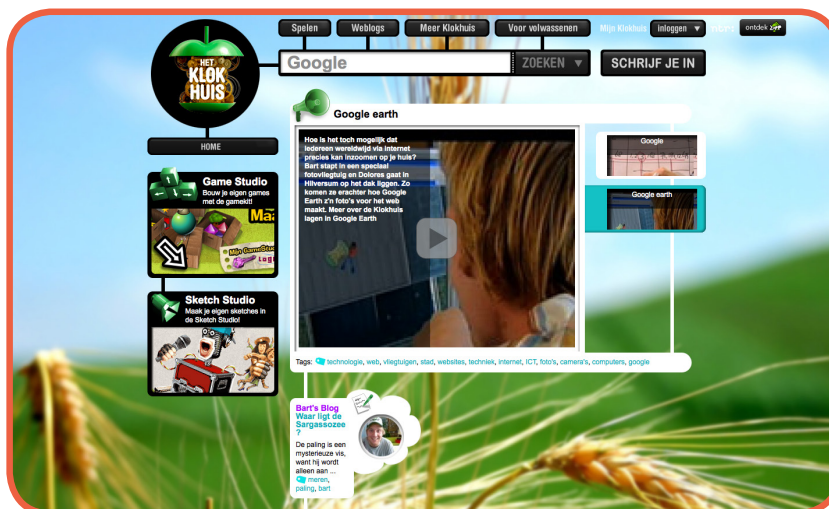 Spelen
Weblogs
Meer Klokhuis
Voor volwassenen
Mijn Klokhuis
inloggen
ontdek
HET
KLOK
HUIS
Google
ZOEKEN
SCHRIJF JE IN
HOME
Google earth
Hoe is het toch mogelijk dat
iedereen wereldwijd via internet
precies kan inzoomen op je huis?
Bart stapt in een speciaal
fotovliegtuig en Dolores gaat in
Hilversum op het dak liggen. Zo
komen ze erachter hoe Google
Earth z'n foto's voor het web
maakt. Meer over de Klokhuis
lagen in Google Earth
Google
Google earth
Game Studio
Bouw je eigen games
met de gamekit!
Maa
Mijn GameStudio
Sketch Studio
Maak je eigen sketches in
de Sketch Studio!
Tags: technologie, web, vliegtuigen, stad, websites, techniek, internet, ICT, foto's, camera's, computers, google
Bart's Blog
Waar ligt de
Sargassozee
?
De paling is een
mysterieuze vis,
want hij wordt
alleen aan ...
meren,
paling, bart